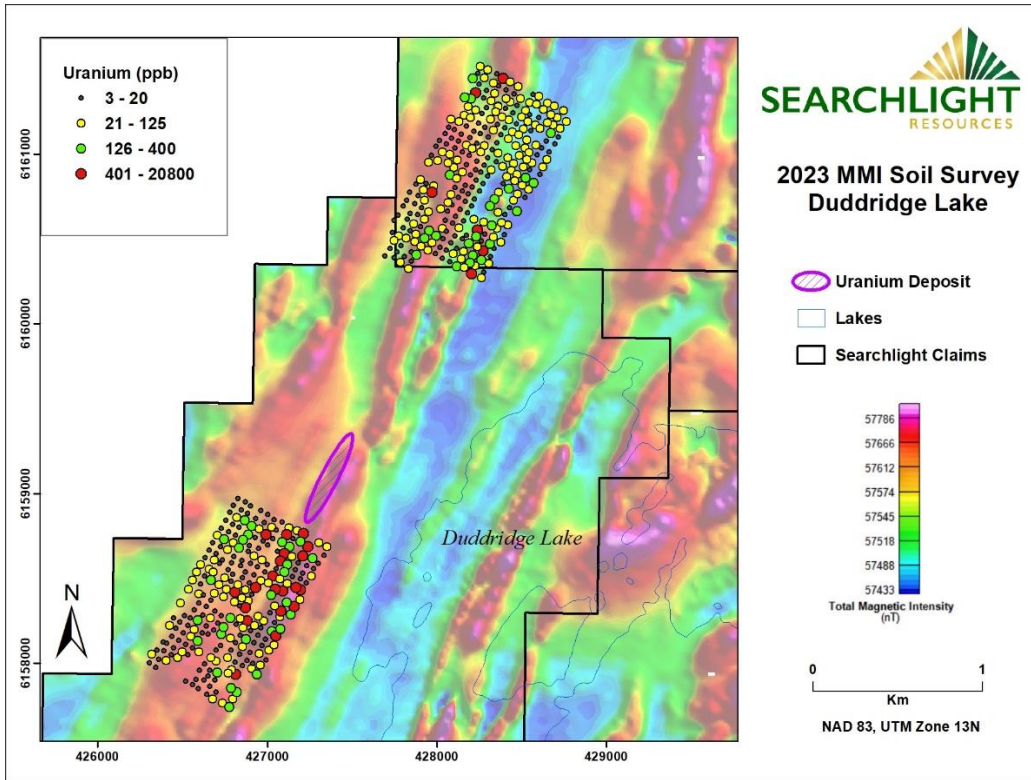 Uranium (ppb)
3 - 20
21 - 125
126 - 400
401 - 20800
SEARCHLIGHT
RESOURCES
2023 MMI Soil Survey
Duddridge Lake
Uranium Deposit
Lakes
Searchlight Claims
57786
57666
57612
57574
57545
57518
57488
57433
Total Magnetic Intensity
(nT)
0 1
Km
NAD 83, UTM Zone 13N
Duddridge Lake
N
6161000
6160000
6159000
6158000
426000 427000 428000 429000